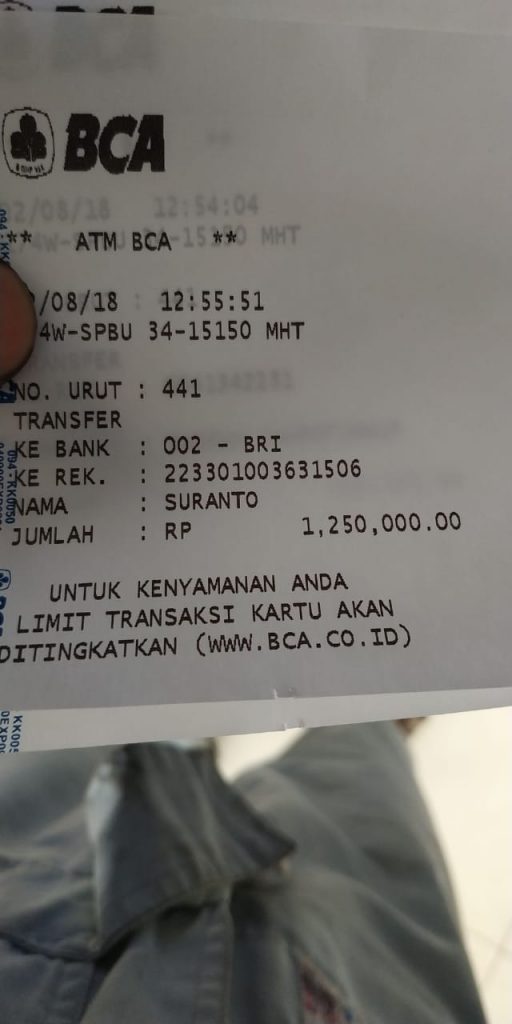 BCA
** ATM BCA **
/08/18 12:55:51
4W-SPBU 34-15150 MHT
NO. URUT : 441
TRANSFER
KE BANK : 002 - BRI
KE REK. : 223301003631506
NAMA : SURANTO
JUMLAH : RP 1,250,000.00
UNTUK KENYAMANAN ANDA
LIMIT TRANSAKSI KARTU AKAN
DITINGKATKAN (WWW.BCA.CO.ID)